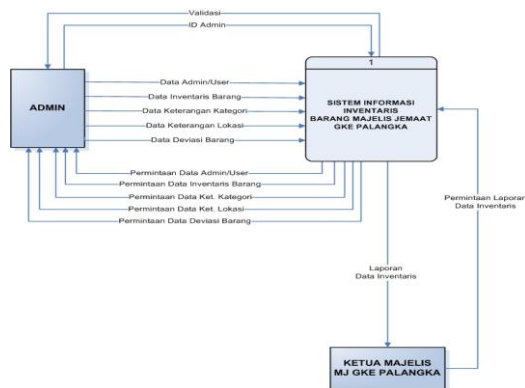 Validasi
ID Admin
1
ADMIN
Data Admin/User
Data Inventaris Barang
Data Keterangan Kategori
Data Keterangan Lokasi
Data Deviasi Barang
SISTEM INFORMASI
INVENTARIS
BARANG MAJELIS JEMAAT
GKE PALANGKA
Permintaan Data Admin/User
Permintaan Data Inventaris Barang
Permintaan Data Ket. Kategori
Permintaan Data Ket. Lokasi
Permintaan Data Deviasi Barang
Permintaan Laporan
Data Inventaris
Laporan
Data Inventaris
KETUA MAJELIS
MJ GKE PALANGKA